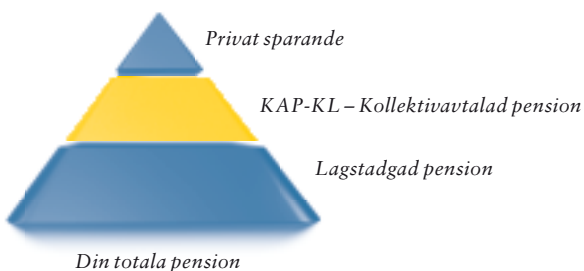 Privat sparande
KAP-KL – Kollektivavtalad pension
Lagstadgad pension
Din totala pension